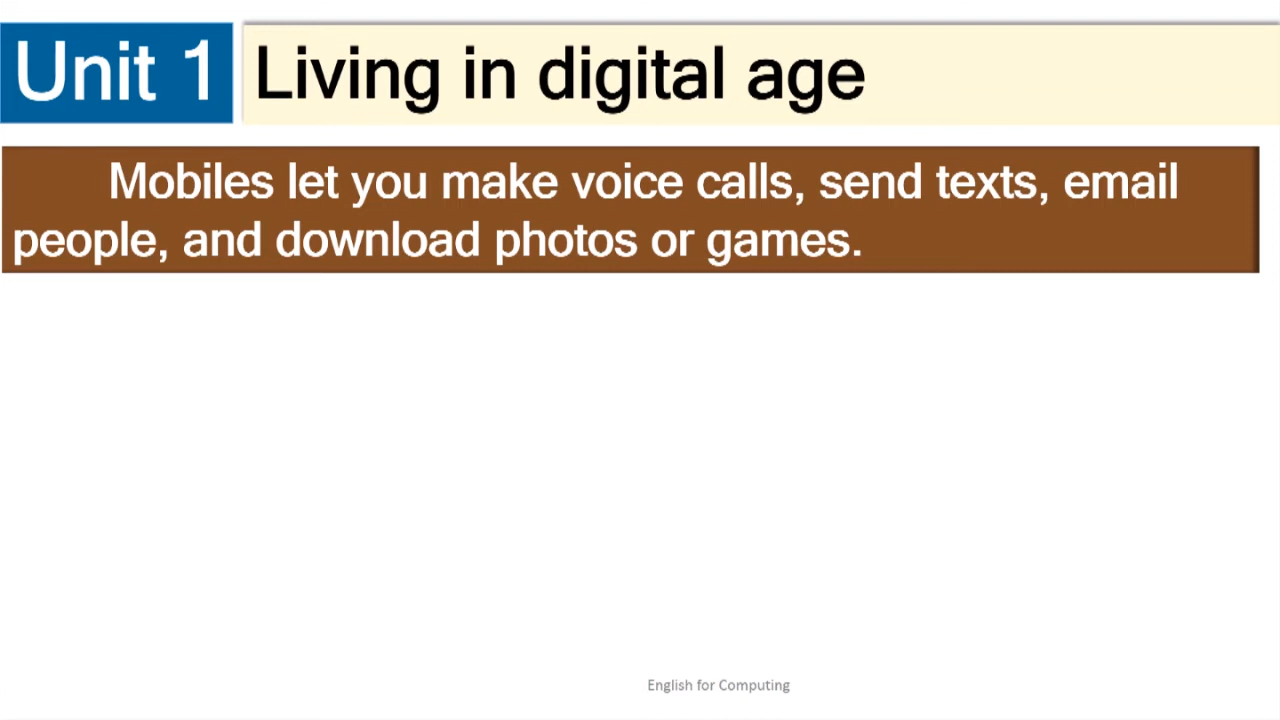 Unit 1 Living in digital age
Mobiles let you make voice calls, send texts, email
people, and download photos or games.
English for Computing